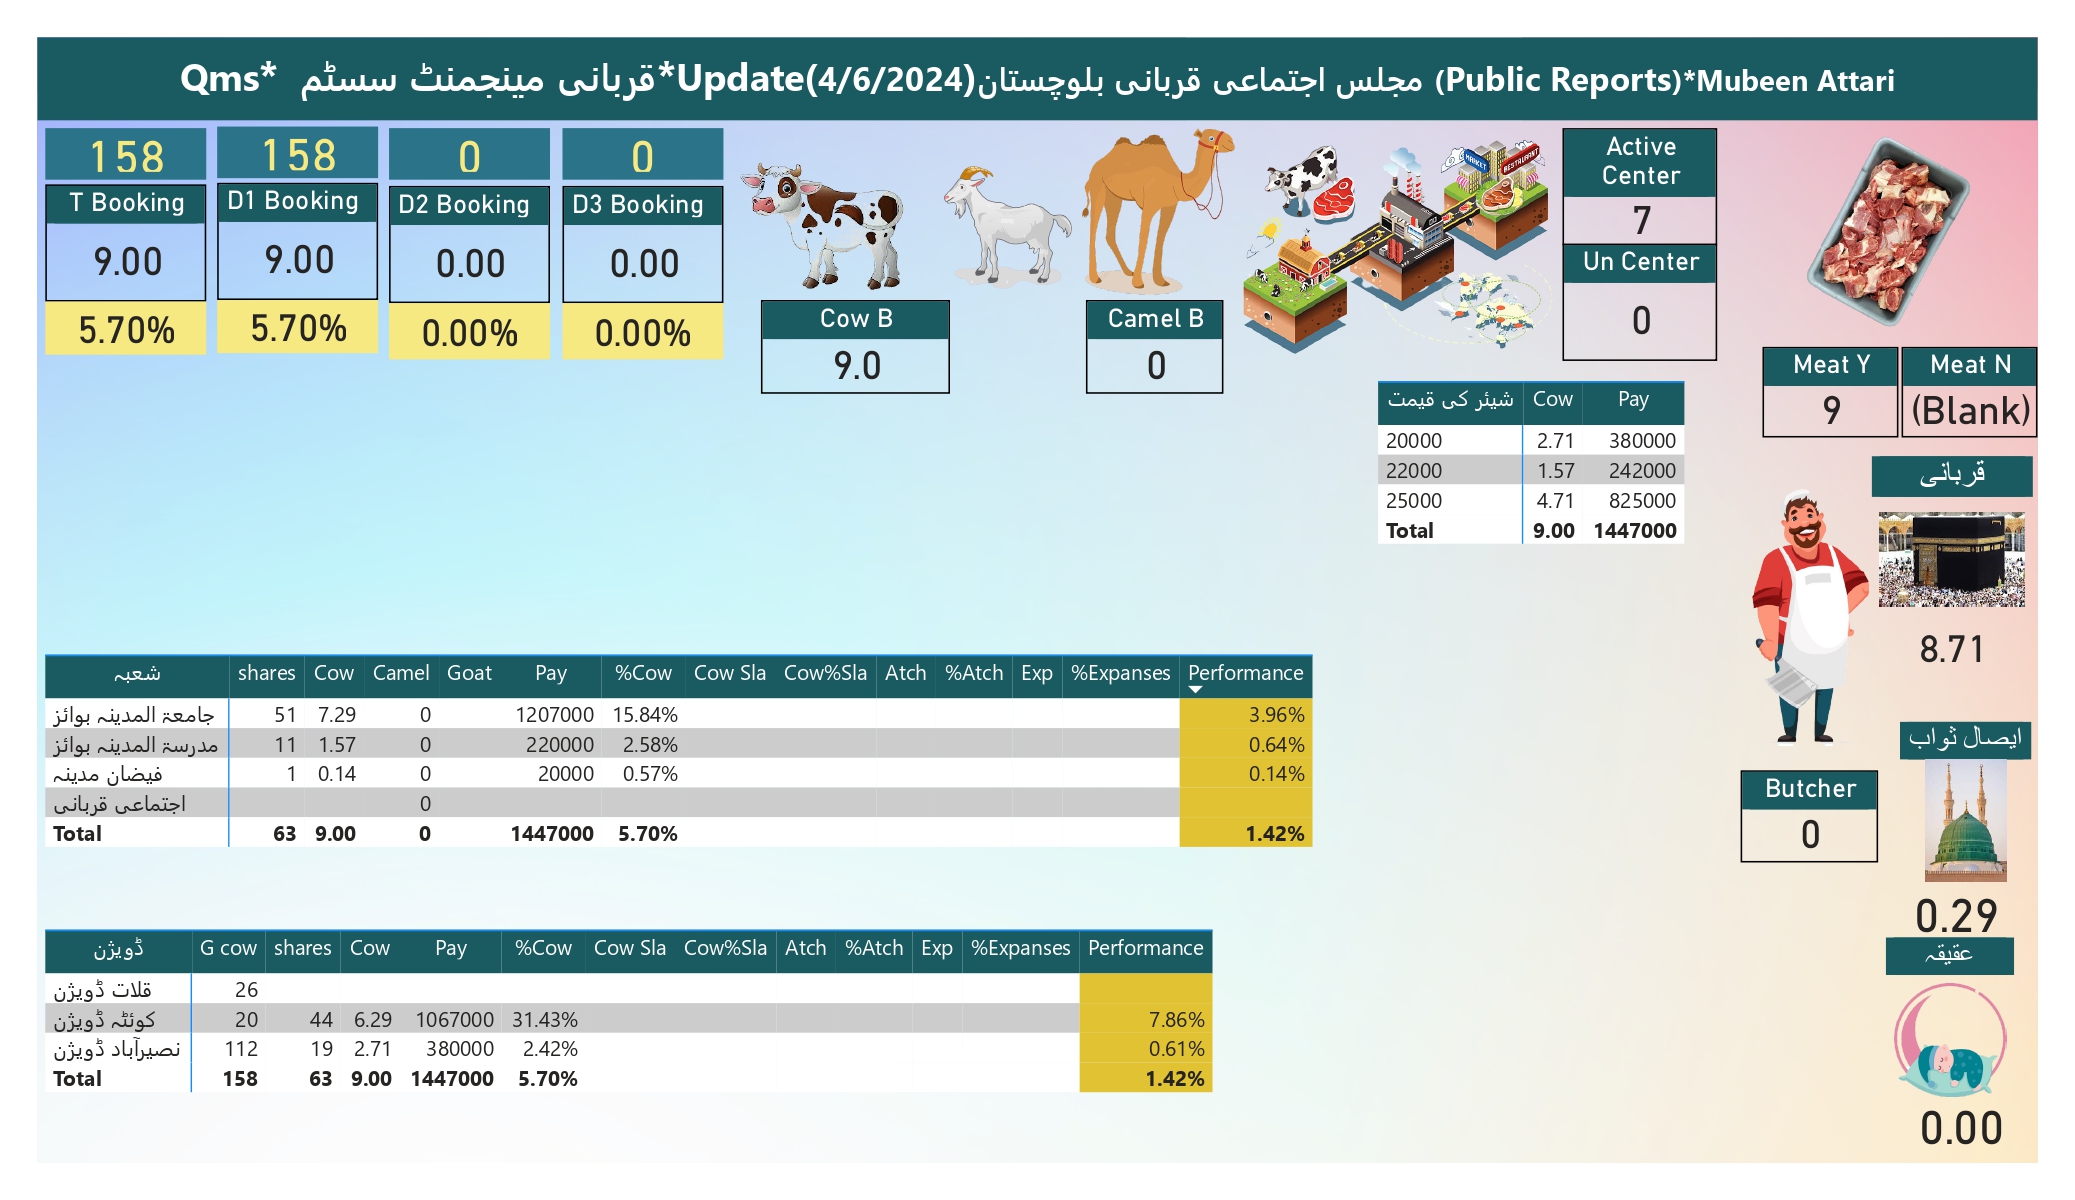 Qms* قربانی مینجمنٹ سسٹم*Update(4/6/2024)مجلس اجتماعی قربانی بلوچستان (Public Reports)*Mubeen Attari
158 158 0 0
T Booking D1 Booking D2 Booking D3 Booking
9.00 9.00 0.00 0.00
5.70% 5.70% 0.00% 0.00%
Cow B
9.0
Camel B
0
MARKET
RESTAURANT
Active Center
7
Un Center
0
Meat Y Meat N
9 (Blank)
شیئر کی قیمت Cow Pay
20000 2.71 380000
22000 1.57 242000
25000 4.71 825000
Total 9.00 1447000
قربانی
8.71
ایصال ثواب
Butcher
0
0.29
عقیقہ
0.00
شعبہ shares Cow Camel Goat Pay %Cow Cow Sla Cow%Sla Atch %Atch Exp %Expanses Performance
جامعۃ المدینہ بوائز 51 7.29 0 1207000 15.84% 3.96%
مدرسۃ المدینہ بوائز 11 1.57 0 220000 2.58% 0.64%
فیضان مدینہ 1 0.14 0 20000 0.57% 0.14%
اجتماعی قربانی 0
Total 63 9.00 0 1447000 5.70% 1.42%
ڈویژن G cow shares Cow Pay %Cow Cow Sla Cow%Sla Atch %Atch Exp %Expanses Performance
قلات ڈویژن 26
کوئٹہ ڈویژن 20 44 6.29 1067000 31.43% 7.86%
نصیرآباد ڈویژن 112 19 2.71 380000 2.42% 0.61%
Total 158 63 9.00 1447000 5.70% 1.42%